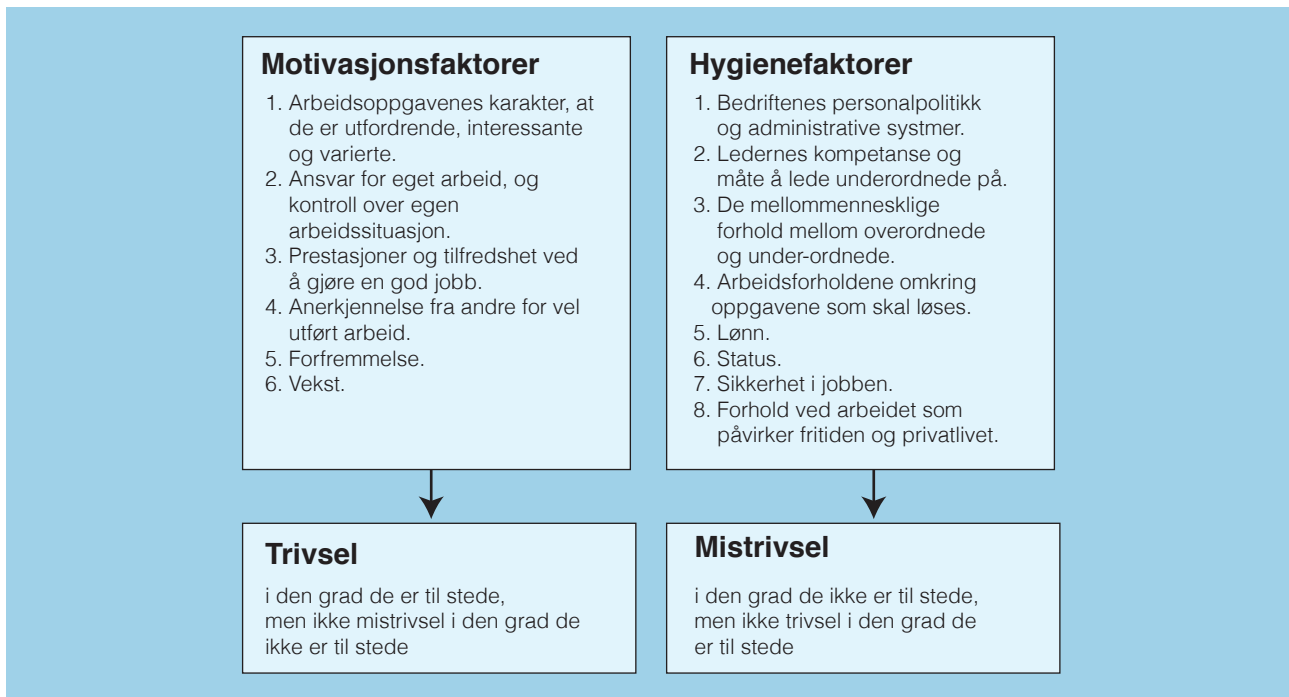 Motivasjonsfaktorer
1. Arbeidsoppgavenes karakter, at
de er utfordrende, interessante
og varierte.
2. Ansvar for eget arbeid, og
kontroll over egen
arbeidssituasjon.
3. Prestasjoner og tilfredshet ved
å gjøre en god jobb.
4. Anerkjennelse fra andre for vel
utført arbeid.
5. Forfremmelse.
6. Vekst.
Hygienefaktorer
1. Bedriftenes personalpolitikk
og administrative systmer.
2. Ledernes kompetanse og
måte å lede underordnede på.
3. De mellommennesklige
forhold mellom overordnede
og under-ordnede.
4. Arbeidsforholdene omkring
oppgavene som skal løses.
5. Lønn.
6. Status.
7. Sikkerhet i jobben.
8. Forhold ved arbeidet som
påvirker fritiden og privatlivet.
Trivsel
i den grad de er til stede,
men ikke mistrivsel i den grad de
ikke er til stede
Mistrivsel
i den grad de ikke er til stede,
men ikke trivsel i den grad de
er til stede